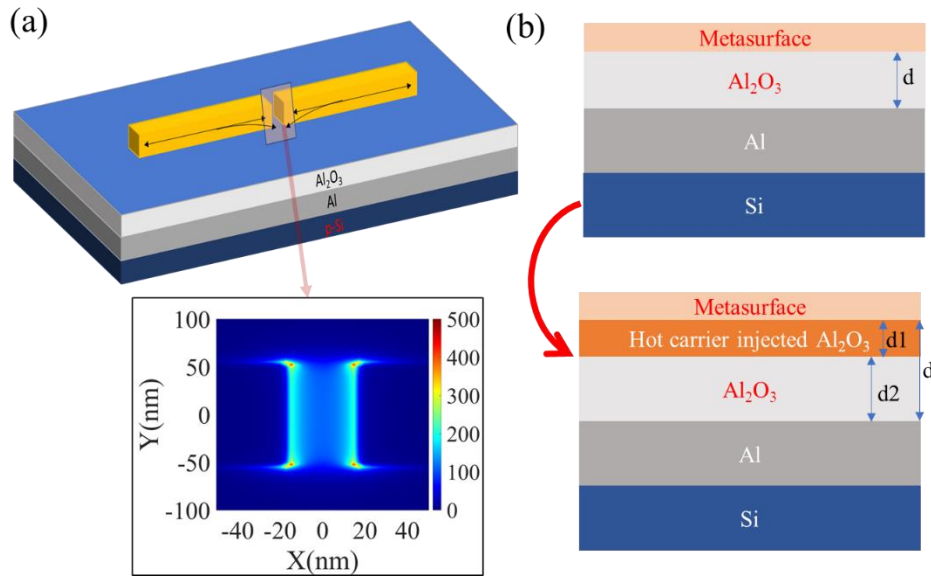 (a)
Al₂O₃
Al
p-Si
100
50
0
-50
-100
Y(nm)
-40 -20 0 20 40
X(nm)
500
400
300
200
100
0
(b)
Metasurface
Al₂O₃
d
Al
Si
Metasurface
Hot carrier injected Al₂O₃ d1
d
Al₂O₃
d2
Al
Si